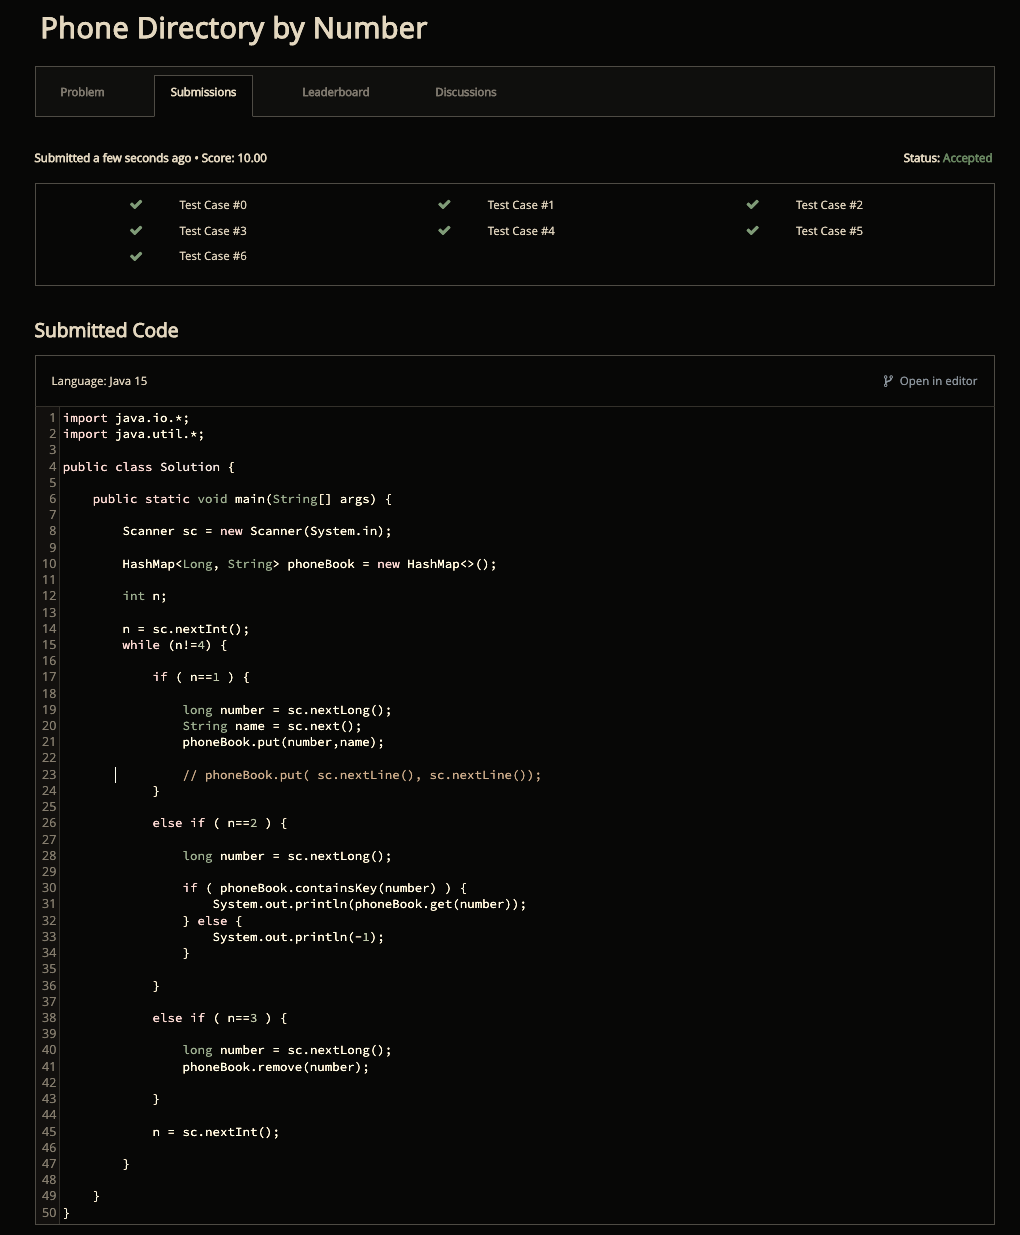 Phone Directory by Number
Problem Submissions Leaderboard Discussions
Submitted a few seconds ago • Score: 10.00 Status: Accepted
Test Case #0 Test Case #1 Test Case #2
Test Case #3 Test Case #4 Test Case #5
Test Case #6
Submitted Code
Language: Java 15 Open in editor
1 import java.io.*;
2 import java.util.*;
3
4 public class Solution {
5
6     public static void main(String[] args) {
7
8         Scanner sc = new Scanner(System.in);
9
10         HashMap<Long, String> phoneBook = new HashMap<>();
11
12         int n;
13
14         n = sc.nextInt();
15         while (n!=4) {
16
17             if ( n==1 ) {
18
19                 long number = sc.nextLong();
20                 String name = sc.next();
21                 phoneBook.put(number,name);
22
23                 // phoneBook.put( sc.nextLine(), sc.nextLine());
24             }
25
26             else if ( n==2 ) {
27
28                 long number = sc.nextLong();
29
30                 if ( phoneBook.containsKey(number) ) {
31                     System.out.println(phoneBook.get(number));
32                 } else {
33                     System.out.println(-1);
34                 }
35
36             }
37
38             else if ( n==3 ) {
39
40                 long number = sc.nextLong();
41                 phoneBook.remove(number);
42
43             }
44
45             n = sc.nextInt();
46
47         }
48
49     }
50 }